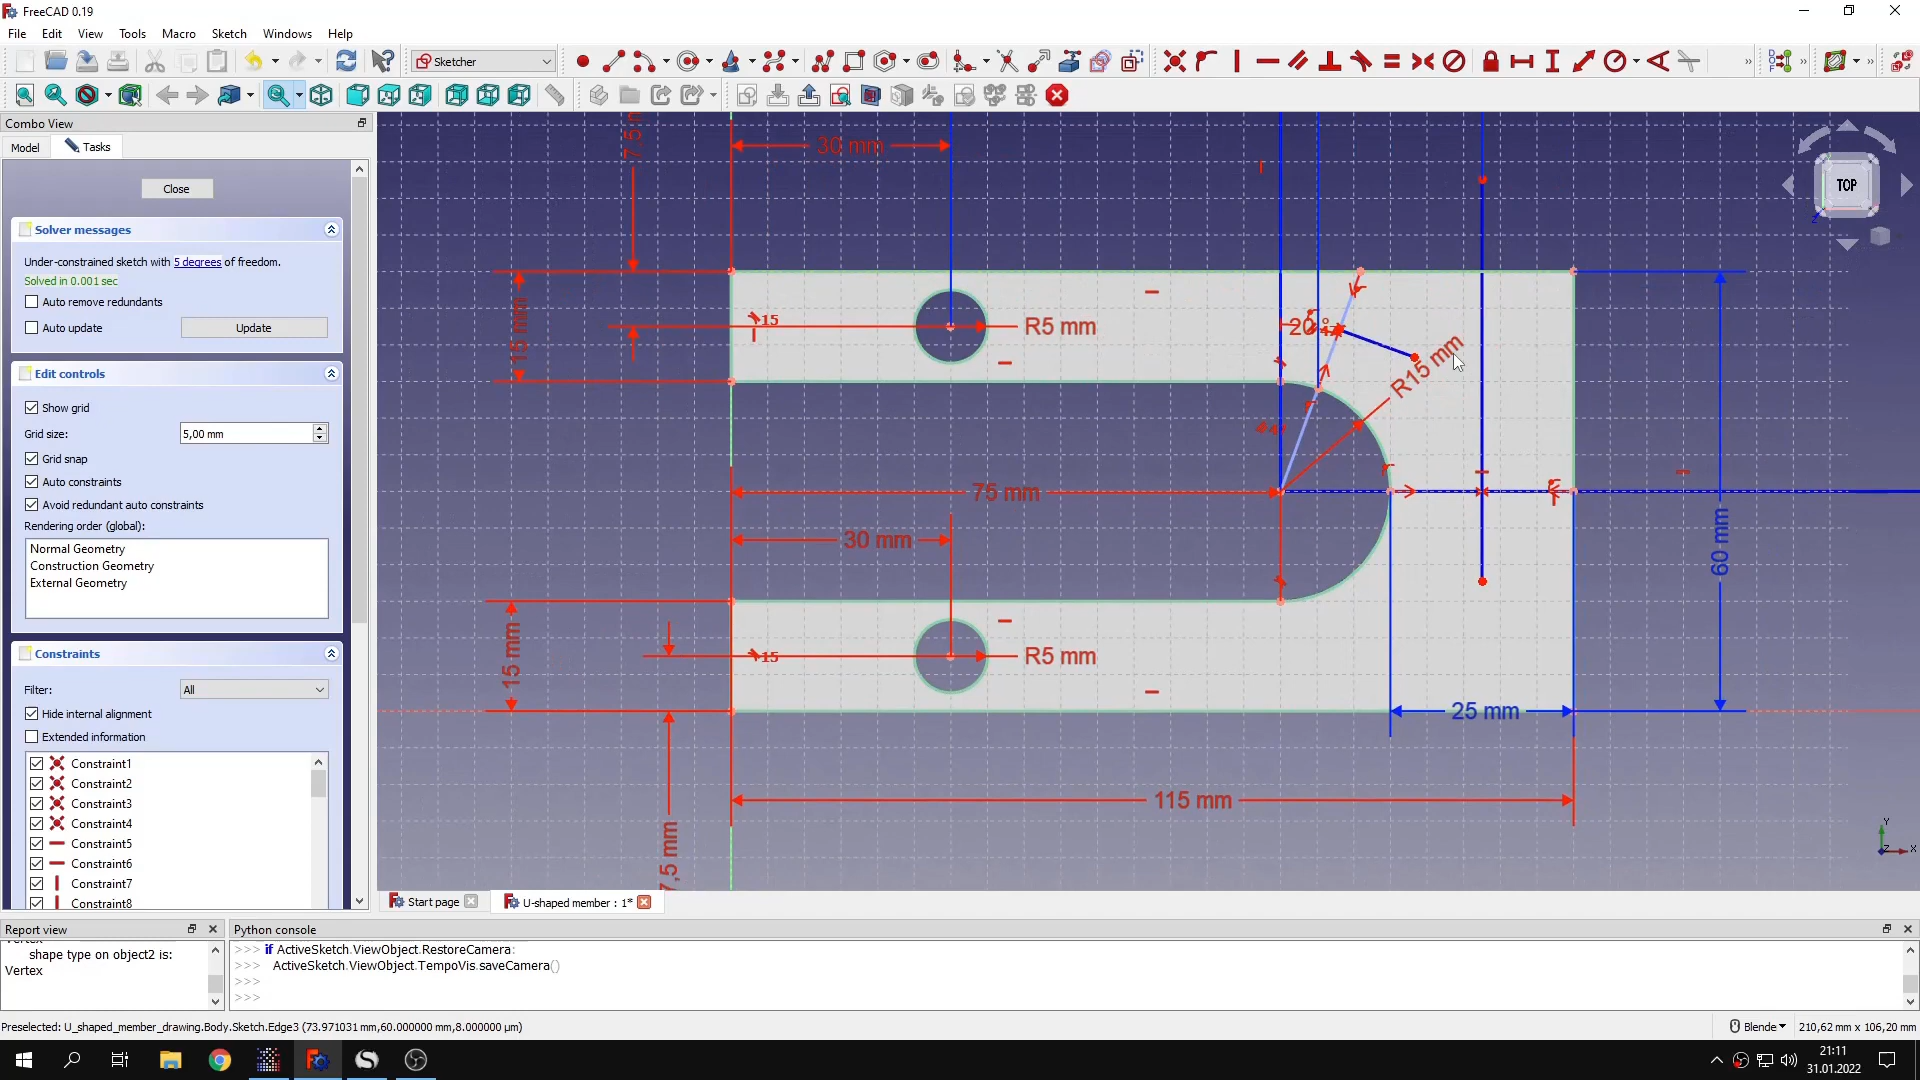 FreeCAD 0.19
File Edit View Tools Macro Sketch Windows Help
Sketcher
Combo View
Model Tasks
Close
Solver messages
Under-constrained sketch with 5 degrees of freedom.
Solved in 0.001 sec
Auto remove redundants
Auto update Update
Edit controls
Show grid
Grid size: 5,00 mm
Grid snap
Auto constraints
Avoid redundant auto constraints
Rendering order (global):
Normal Geometry
Construction Geometry
External Geometry
Constraints
Filter: All
Hide internal alignment
Extended information
Constraint1
Constraint2
Constraint3
Constraint4
Constraint5
Constraint6
Constraint7
Constraint8
30 mm
TOP
15 mm
15
R5 mm
20 °
R15 mm
75 mm
30 mm
60 mm
15 mm
15
R5 mm
25 mm
115 mm
7,5 mm
Y
Z
X
Start page
U-shaped member : 1*
Report view
shape type on object2 is:
Vertex
Python console
>>> if ActiveSketch.ViewObject.RestoreCamera:
>>> ActiveSketch.ViewObject.TempoVis.saveCamera()
>>>
>>>
Preselected: U_shaped_member_drawing.Body.Sketch.Edge3 (73.971031 mm,60.000000 mm,8.000000 µm)
Blende
210,62 mm x 106,20 mm
21:11
31.01.2022